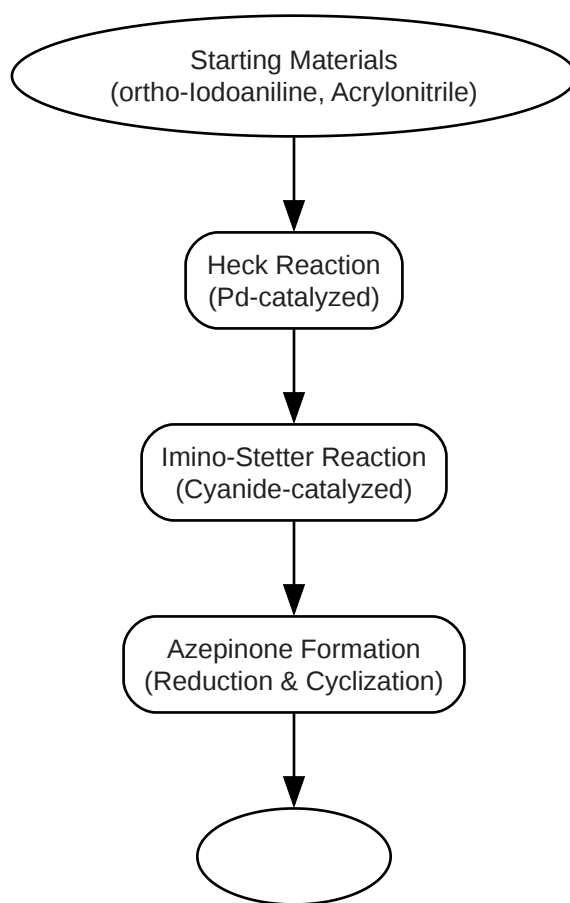 Starting Materials
(ortho-Iodoaniline, Acrylonitrile)
Heck Reaction
(Pd-catalyzed)
Imino-Stetter Reaction
(Cyanide-catalyzed)
Azepinone Formation
(Reduction & Cyclization)